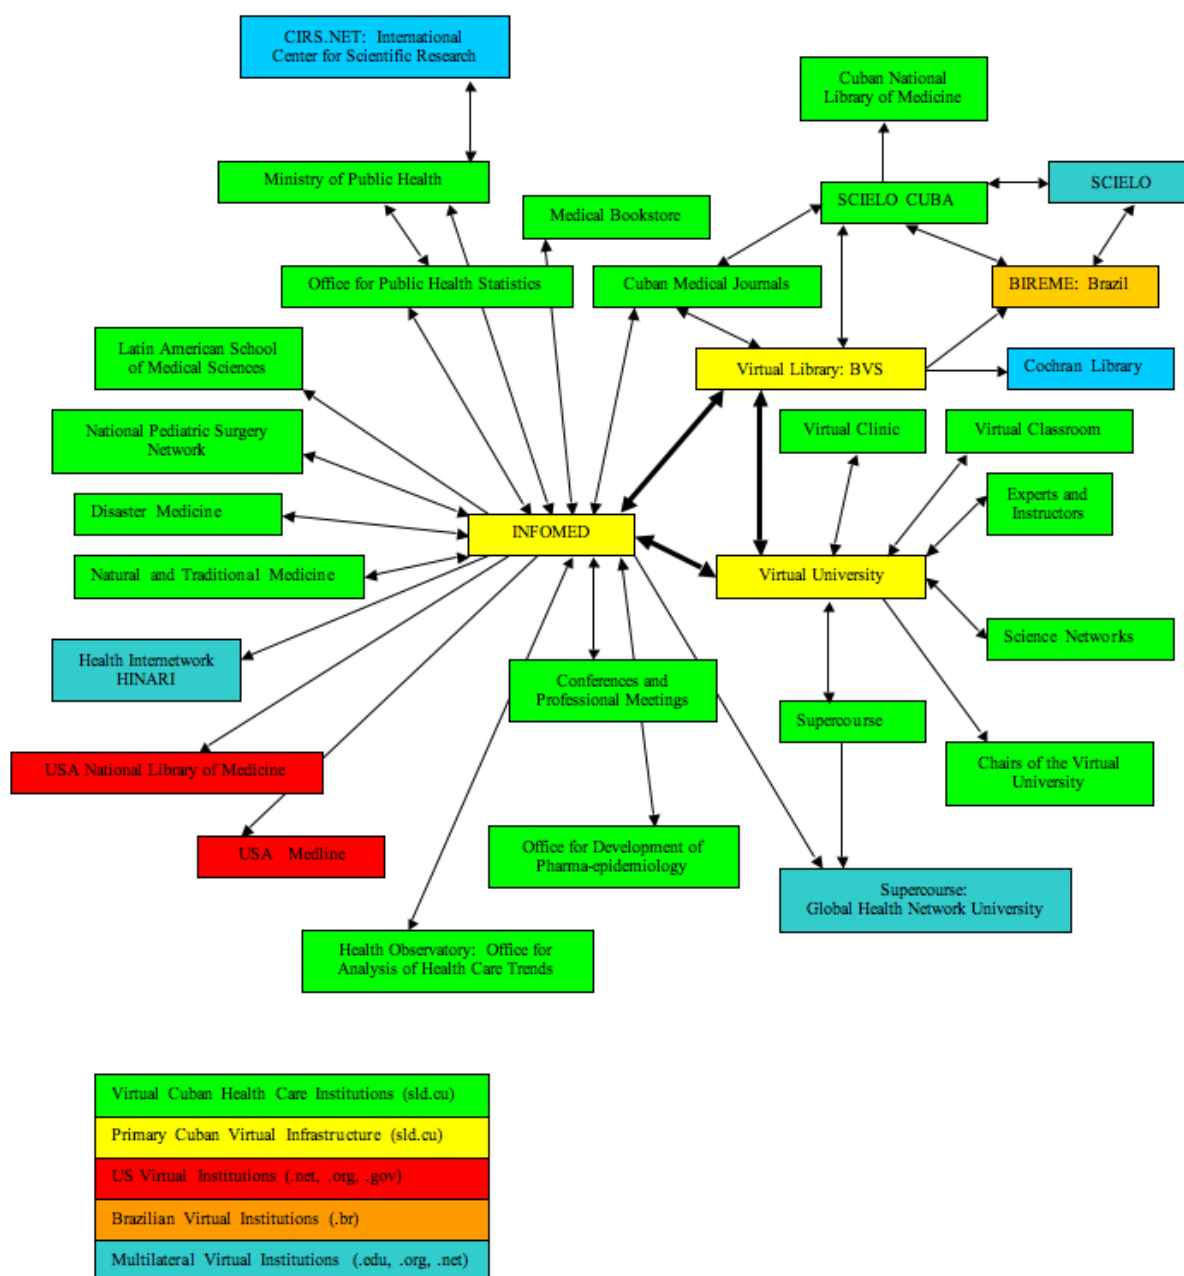 CIRS.NET: International
Center for Scientific Research
Cuban National
Library of Medicine
Ministry of Public Health
SCIELO CUBA
SCIELO
Medical Bookstore
Office for Public Health Statistics
Cuban Medical Journals
BIREME: Brazil
Latin American School
of Medical Sciences
Virtual Library: BVS
Cochran Library
National Pediatric Surgery
Network
Virtual Clinic
Virtual Classroom
Disaster Medicine
Experts and
Instructors
INFOMED
Natural and Traditional Medicine
Virtual University
Health Internetwork
HINARI
Science Networks
Conferences and
Professional Meetings
Supercourse
USA National Library of Medicine
Chairs of the Virtual
University
USA Medline
Office for Development of
Pharma-epidemiology
Supercourse:
Global Health Network University
Health Observatory: Office for
Analysis of Health Care Trends
Virtual Cuban Health Care Institutions (sld.cu)
Primary Cuban Virtual Infrastructure (sld.cu)
US Virtual Institutions (.net, .org, .gov)
Brazilian Virtual Institutions (.br)
Multilateral Virtual Institutions (.edu, .org, .net)